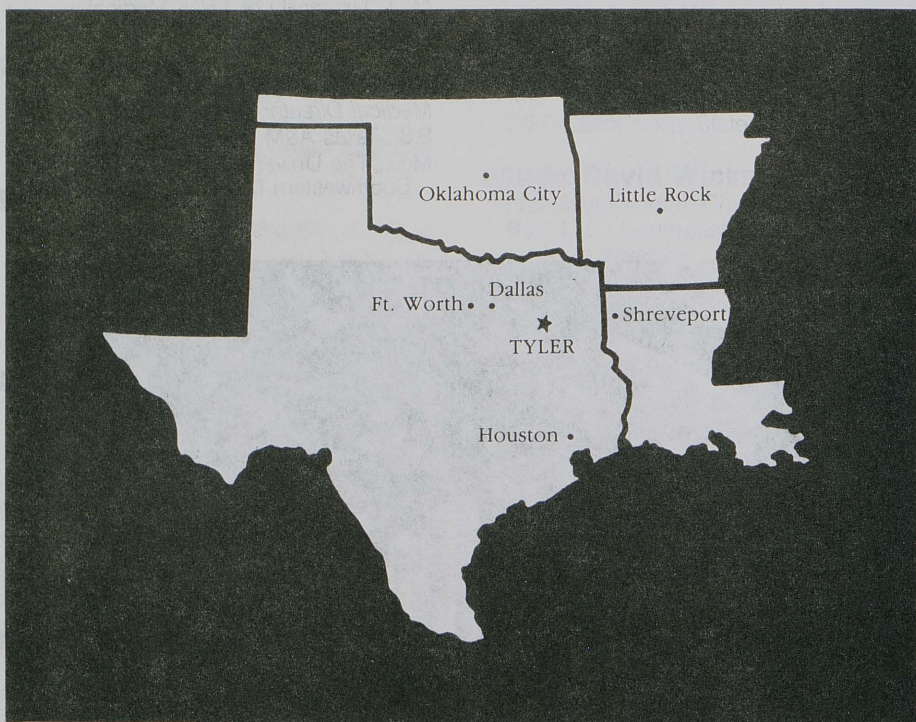 Oklahoma City
Little Rock
Dallas
Ft. Worth
Shreveport
TYLER
Houston